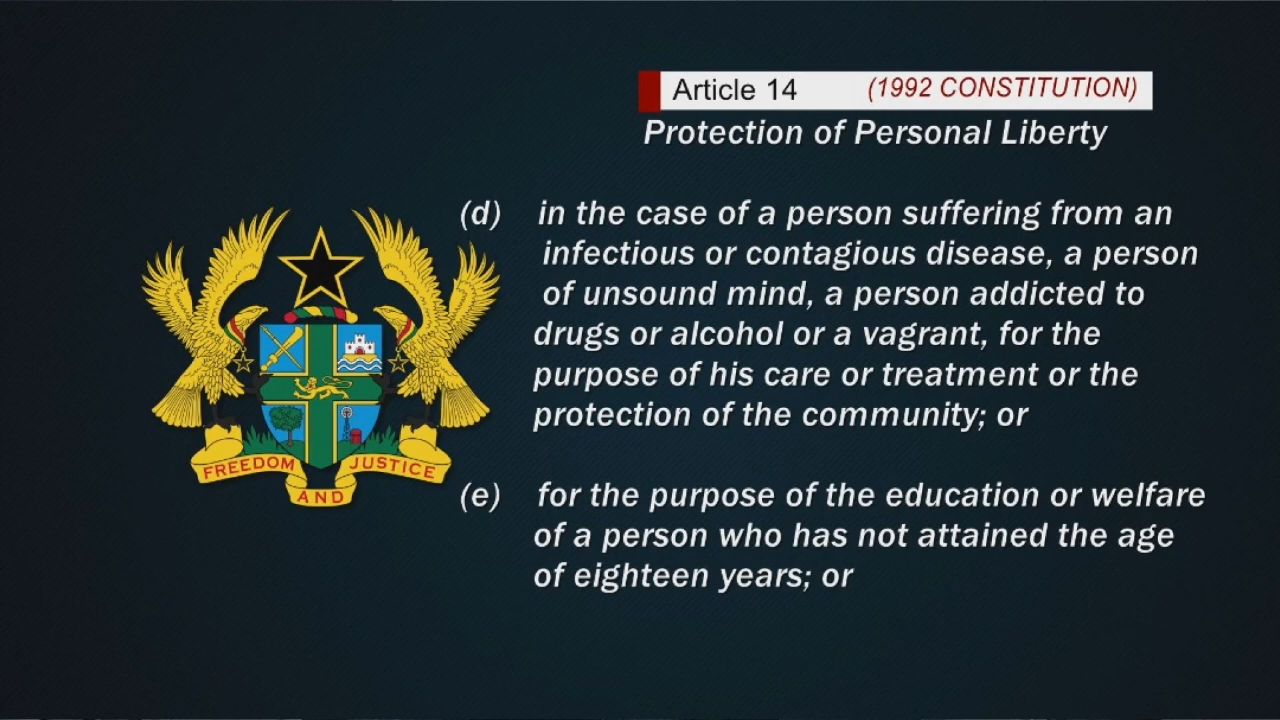 Article 14 (1992 CONSTITUTION)
Protection of Personal Liberty
(d) in the case of a person suffering from an
infectious or contagious disease, a person
of unsound mind, a person addicted to
drugs or alcohol or a vagrant, for the
purpose of his care or treatment or the
protection of the community; or
(e) for the purpose of the education or welfare
of a person who has not attained the age
of eighteen years; or
FREEDOM JUSTICE
AND